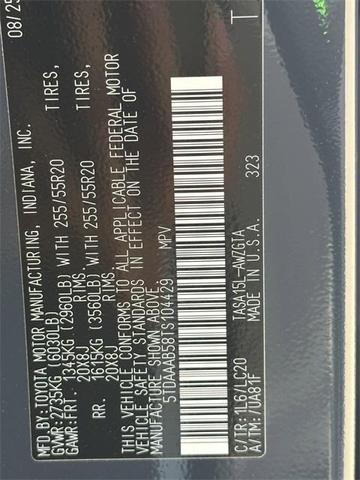 MFD. BY: TOYOTA MOTOR MANUFACTURING, INDIANA, INC. 08/25
GVWR: 2735KG (6030LB)
GAWR: FRT. 1345KG (2960LB) WITH 255/55R20 TIRES,
20X8J RIMS,
RR. 1615KG (3560LB) WITH 255/55R20 TIRES,
20X8J RIMS.
THIS VEHICLE CONFORMS TO ALL APPLICABLE FEDERAL MOTOR
VEHICLE SAFETY STANDARDS IN EFFECT ON THE DATE OF
MANUFACTURE SHOWN ABOVE.
5TDAAAB58TS104429 MPV
C/TR: 1L6/LC20 TASA15L-AWZGTA T
A/TM: /UA81F MADE IN U.S.A. 323